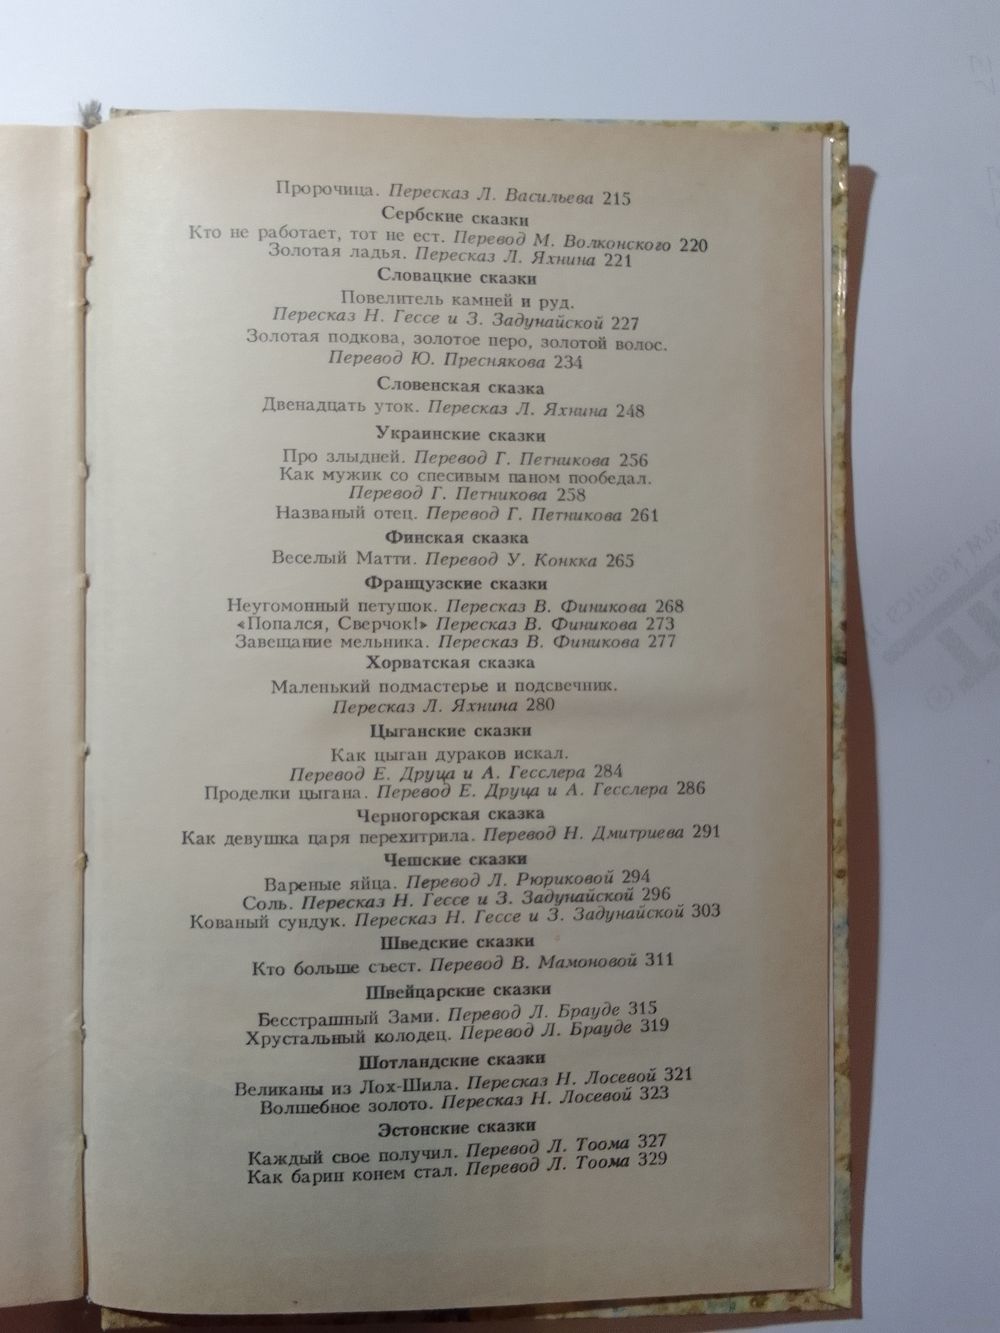 Пророчица. Пересказ Л. Васильева 215
Сербские сказки
Кто не работает, тот не ест. Перевод М. Волконского 220
Золотая ладья. Пересказ Л. Яхнина 221
Словацкие сказки
Повелитель камней и руд.
Пересказ Н. Гессе и З. Задунайской 227
Золотая подкова, золотое перо, золотой волос.
Перевод Ю. Преснякова 234
Словенская сказка
Двенадцать уток. Пересказ Л. Яхнина 248
Украинские сказки
Про злыдней. Перевод Г. Петникова 256
Как мужик со спесивым паном пообедал.
Перевод Г. Петникова 258
Названый отец. Перевод Г. Петникова 261
Финская сказка
Веселый Матти. Перевод У. Конкка 265
Французские сказки
Неугомонный петушок. Пересказ В. Финикова 268
«Попался, Сверчок!» Пересказ В. Финикова 273
Завещание мельника. Пересказ В. Финикова 277
Хорватская сказка
Маленький подмастерье и подсвечник.
Пересказ Л. Яхнина 280
Цыганские сказки
Как цыган дураков искал.
Перевод Е. Друца и А. Гесслера 284
Проделки цыгана. Перевод Е. Друца и А. Гесслера 286
Черногорская сказка
Как девушка царя перехитрила. Перевод Н. Дмитриева 291
Чешские сказки
Вареные яйца. Перевод Л. Рюриковой 294
Соль. Пересказ Н. Гессе и З. Задунайской 296
Кованый сундук. Пересказ Н. Гессе и З. Задунайской 303
Шведские сказки
Кто больше съест. Перевод В. Мамоновой 311
Швейцарские сказки
Бесстрашный Зами. Перевод Л. Брауде 315
Хрустальный колодец. Перевод Л. Брауде 319
Шотландские сказки
Великаны из Лох-Шила. Пересказ Н. Лосевой 321
Волшебное золото. Пересказ Н. Лосевой 323
Эстонские сказки
Каждый свое получил. Перевод Л. Тоома 327
Как барин конем стал. Перевод Л. Тоома 329